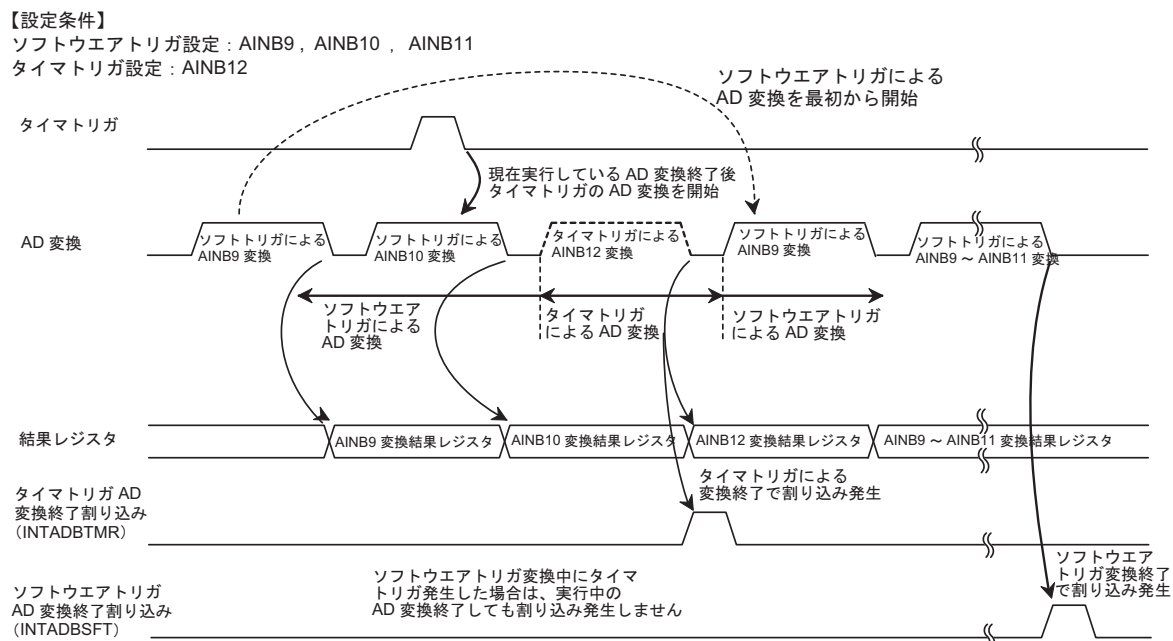 【設定条件】
ソフトウエアトリガ設定：AINB9 , AINB10 , AINB11
タイマトリガ設定：AINB12
ソフトウエアトリガによる
AD 変換を最初から開始
タイマトリガ
現在実行している AD 変換終了後
タイマトリガの AD 変換を開始
AD 変換
ソフトトリガによる
AINB9 変換
ソフトトリガによる
AINB10 変換
タイマトリガによる
AINB12 変換
ソフトトリガによる
AINB9 変換
ソフトトリガによる
AINB9 ～ AINB11 変換
ソフトウエア
トリガによる
AD 変換
タイマトリガ
による AD 変換
ソフトウエアトリガ
による AD 変換
結果レジスタ
AINB9 変換結果レジスタ
AINB10 変換結果レジスタ
AINB12 変換結果レジスタ
AINB9 ～ AINB11 変換結果レジスタ
タイマトリガによる
変換終了で割り込み発生
タイマトリガ AD
変換終了割り込み
（INTADBTMR）
ソフトウエア
トリガ変換終了
で割り込み発生
ソフトウエアトリガ変換中にタイマ
トリガ発生した場合は、実行中の
AD 変換終了しても割り込み発生しません
ソフトウエアトリガ
AD 変換終了割り込み
（INTADBSFT）